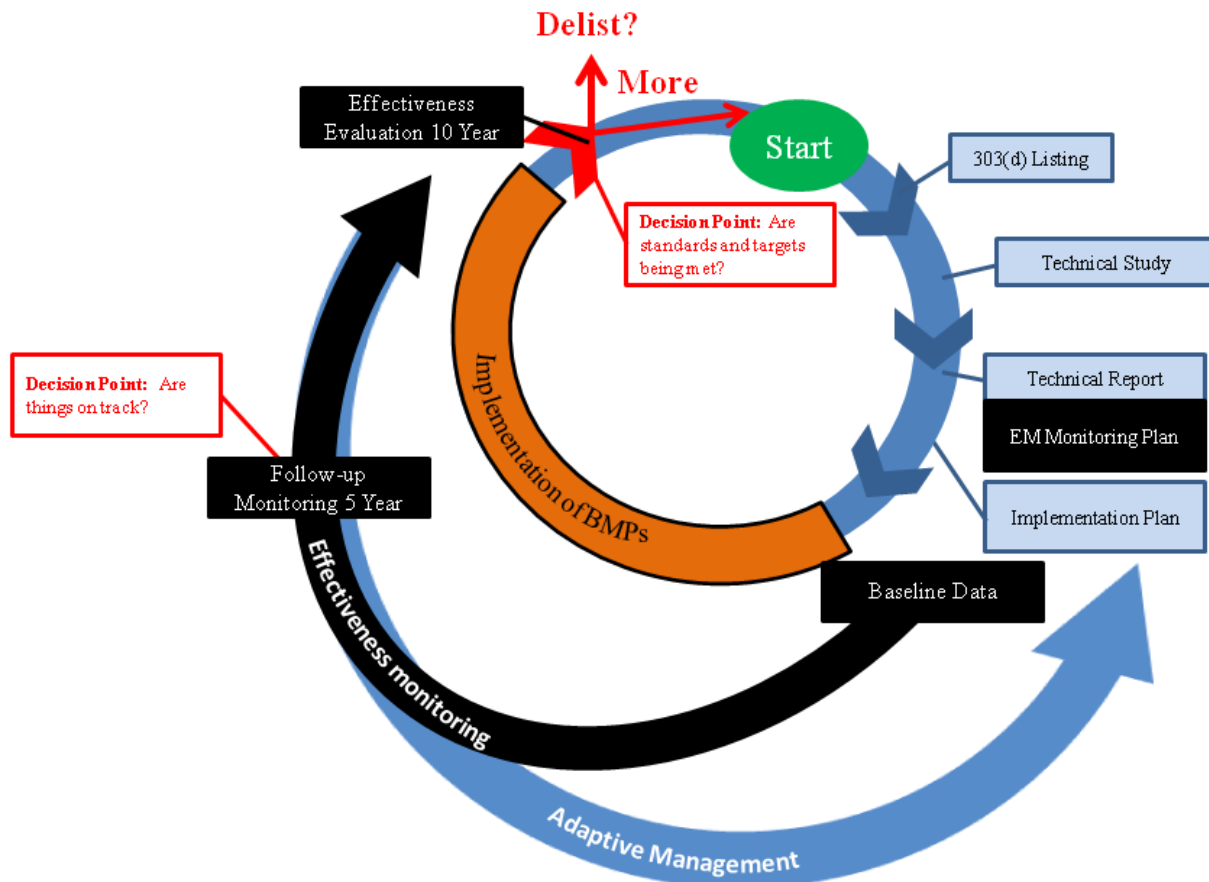 Delist?
More
Effectiveness
Evaluation 10 Year
Start
303(d) Listing
Decision Point: Are
standards and targets
being met?
Technical Study
Technical Report
EM Monitoring Plan
Implementation Plan
Implementation of BMPs
Decision Point: Are
things on track?
Follow-up
Monitoring 5 Year
Baseline Data
Effectiveness monitoring
Adaptive Management